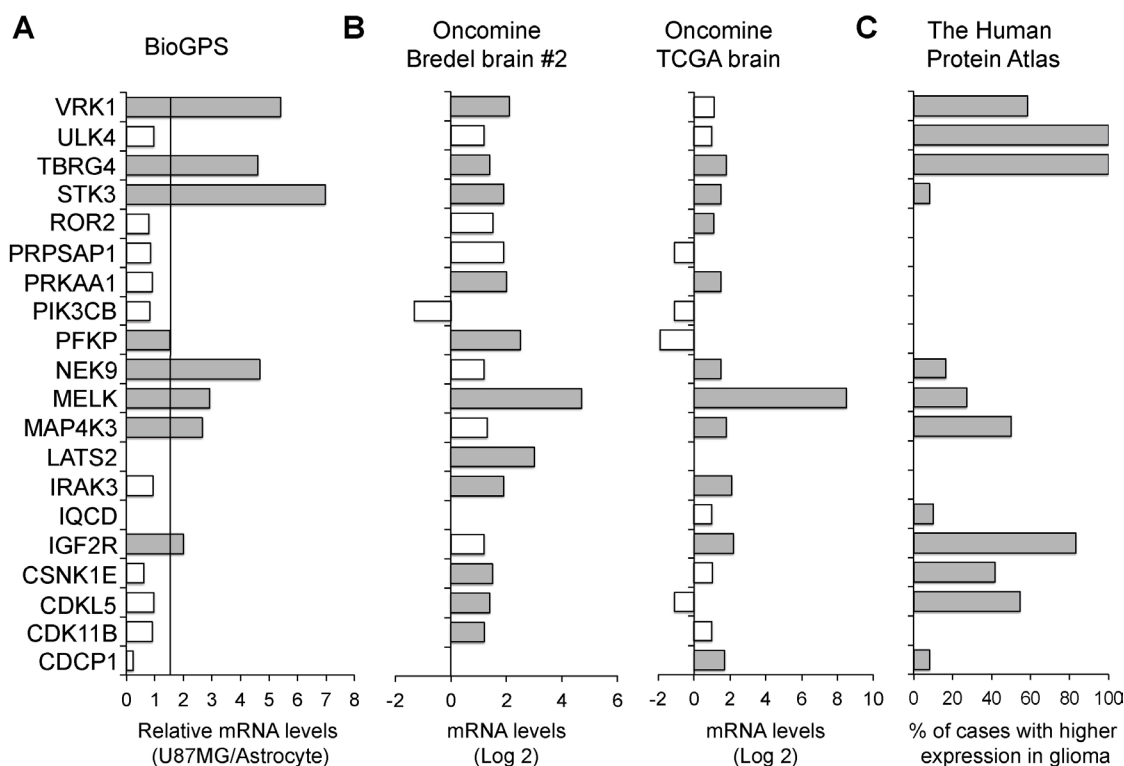 A
BioGPS
B
Oncomine
Bredel brain #2
Oncomine
TCGA brain
C
The Human
Protein Atlas
VRK1
ULK4
TBRG4
STK3
ROR2
PRPSAP1
PRKAA1
PIK3CB
PFKP
NEK9
MELK
MAP4K3
LATS2
IRAK3
IQCD
IGF2R
CSNK1E
CDKL5
CDK11B
CDCP1
0 1 2 3 4 5 6 7 8
Relative mRNA levels
(U87MG/Astrocyte)
-2 0 2 4 6
mRNA levels
(Log 2)
-2 0 2 4 6 8 10
mRNA levels
(Log 2)
0 20 40 60 80 100
% of cases with higher
expression in glioma